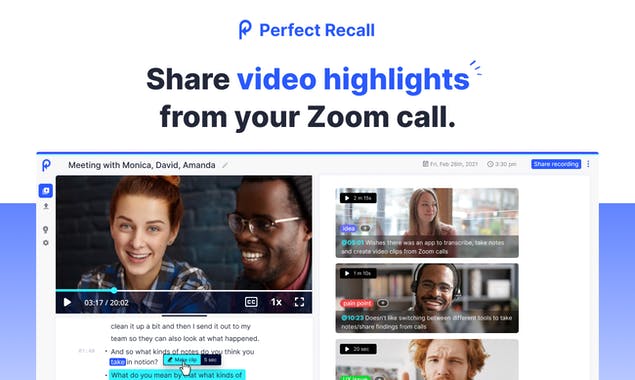 Perfect Recall
Share video highlights
from your Zoom call.
Meeting with Monica, David, Amanda
Fri, Feb 26th, 2021
3:30 pm
Share recording
03:17 / 20:02
CC
1x
clean it up a bit and then I send it out to my
team so they can also look at what happened.
01:48
• And so what kinds of notes do you think you
take in notion?
Make clip
5 sec
• What do you mean by that what kinds of
2 m 13s
idea
@05:01 Wishes there was an app to transcribe, take notes
and create video clips from Zoom calls
1 m 10s
pain point
@10:23 Doesn't like switching between different tools to take
notes/share findings from calls
20 sec